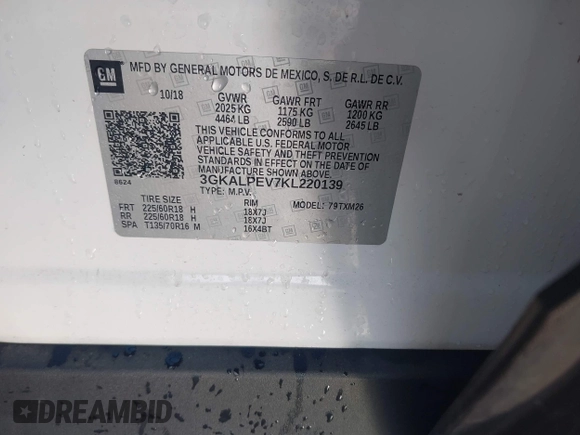 GM
MFD BY GENERAL MOTORS DE MEXICO, S. DE R.L. DE C.V.
10/18 GVWR GAWR FRT GAWR RR
2025 KG 1175 KG 1200 KG
4464 LB 2590 LB 2645 LB
THIS VEHICLE CONFORMS TO ALL
APPLICABLE U.S. FEDERAL MOTOR
VEHICLE SAFETY AND THEFT
PREVENTION STANDARDS IN
EFFECT ON THE DATE OF
MANUFACTURE SHOWN ABOVE.
3GKALPEV7KL220139
6624 TYPE: M.P.V.
TIRE SIZE RIM MODEL: 79TXM26
FRT 225/60R18 H 18X7J
RR 225/60R18 H 18X7J
SPA T135/70R16 M 16X4BT
DREAMBID